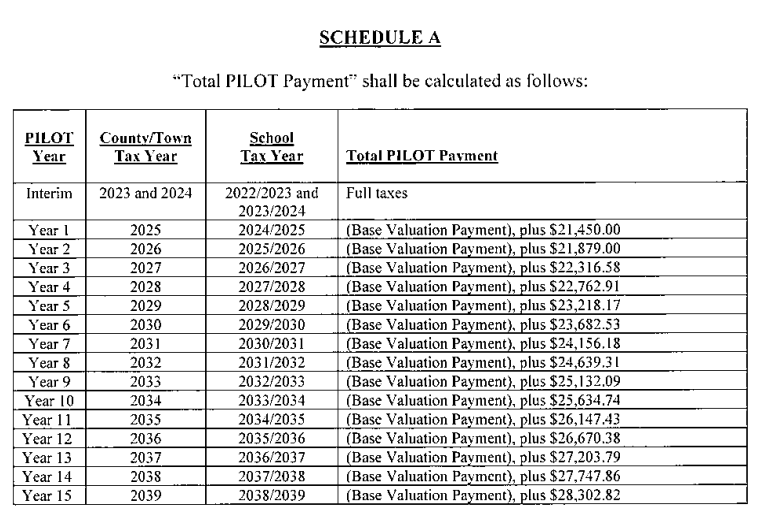 SCHEDULE A
“Total PILOT Payment” shall be calculated as follows:
PILOT Year County/Town Tax Year School Tax Year Total PILOT Payment
Interim 2023 and 2024 2022/2023 and 2023/2024 Full taxes
Year 1 2025 2024/2025 (Base Valuation Payment), plus $21,450.00
Year 2 2026 2025/2026 (Base Valuation Payment), plus $21,879.00
Year 3 2027 2026/2027 (Base Valuation Payment), plus $22,316.58
Year 4 2028 2027/2028 (Base Valuation Payment), plus $22,762.91
Year 5 2029 2028/2029 (Base Valuation Payment), plus $23,218.17
Year 6 2030 2029/2030 (Base Valuation Payment), plus $23,682.53
Year 7 2031 2030/2031 (Base Valuation Payment), plus $24,156.18
Year 8 2032 2031/2032 (Base Valuation Payment), plus $24,639.31
Year 9 2033 2032/2033 (Base Valuation Payment), plus $25,132.09
Year 10 2034 2033/2034 (Base Valuation Payment), plus $25,634.74
Year 11 2035 2034/2035 (Base Valuation Payment), plus $26,147.43
Year 12 2036 2035/2036 (Base Valuation Payment), plus $26,670.38
Year 13 2037 2036/2037 (Base Valuation Payment), plus $27,203.79
Year 14 2038 2037/2038 (Base Valuation Payment), plus $27,747.86
Year 15 2039 2038/2039 (Base Valuation Payment), plus $28,302.82